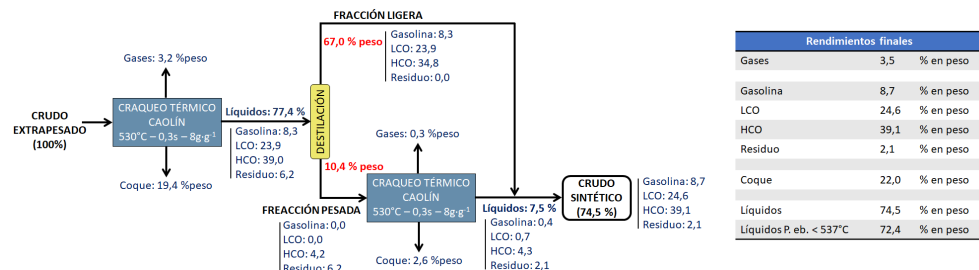 FRACCIÓN LIGERA
67,0 % peso
Gasolina: 8,3
LCO: 23,9
HCO: 34,8
Residuo: 0,0
Gases: 3,2 %peso
CRUDO
EXTRAPESADO
(100%)
CRAQUEO TÉRMICO
CAOLÍN
530°C – 0,3s – 8g·g⁻¹
Coque: 19,4 %peso
Líquidos: 77,4 %
Gasolina: 8,3
LCO: 23,9
HCO: 39,0
Residuo: 6,2
DESTILACIÓN
10,4 % peso
FREACCIÓN PESADA
Gasolina: 0,0
LCO: 0,0
HCO: 4,2
Residuo: 6,2
Gases: 0,3 %peso
CRAQUEO TÉRMICO
CAOLÍN
530°C – 0,3s – 8g·g⁻¹
Coque: 2,6 %peso
Líquidos: 7,5 %
Gasolina: 0,4
LCO: 0,7
HCO: 4,3
Residuo: 2,1
CRUDO
SINTÉTICO
(74,5 %)
Gasolina: 8,7
LCO: 24,6
HCO: 39,1
Residuo: 2,1
Rendimientos finales
Gases 3,5 % en peso
Gasolina 8,7 % en peso
LCO 24,6 % en peso
HCO 39,1 % en peso
Residuo 2,1 % en peso
Coque 22,0 % en peso
Líquidos 74,5 % en peso
Líquidos P. eb. < 537°C 72,4 % en peso